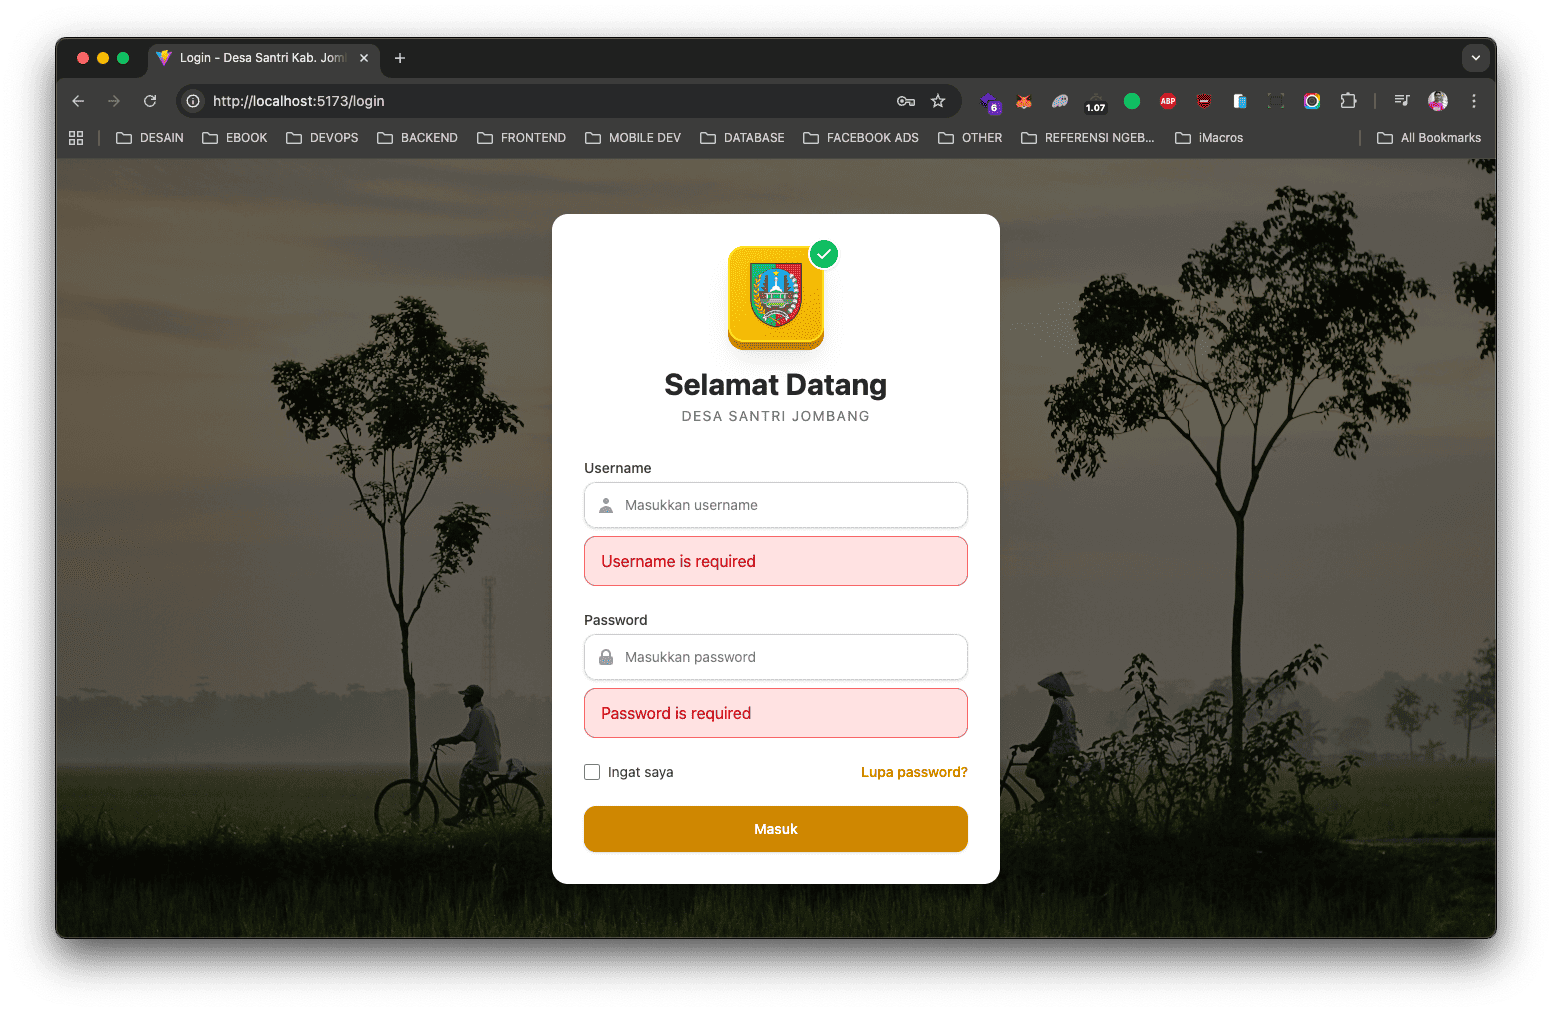 Login - Desa Santri Kab. Jom
http://localhost:5173/login
6
1.07
ABP
DESAIN
EBOOK
DEVOPS
BACKEND
FRONTEND
MOBILE DEV
DATABASE
FACEBOOK ADS
OTHER
REFERENSI NGEB...
iMacros
All Bookmarks
Selamat Datang
DESA SANTRI JOMBANG
Username
Masukkan username
Username is required
Password
Masukkan password
Password is required
Ingat saya
Lupa password?
Masuk